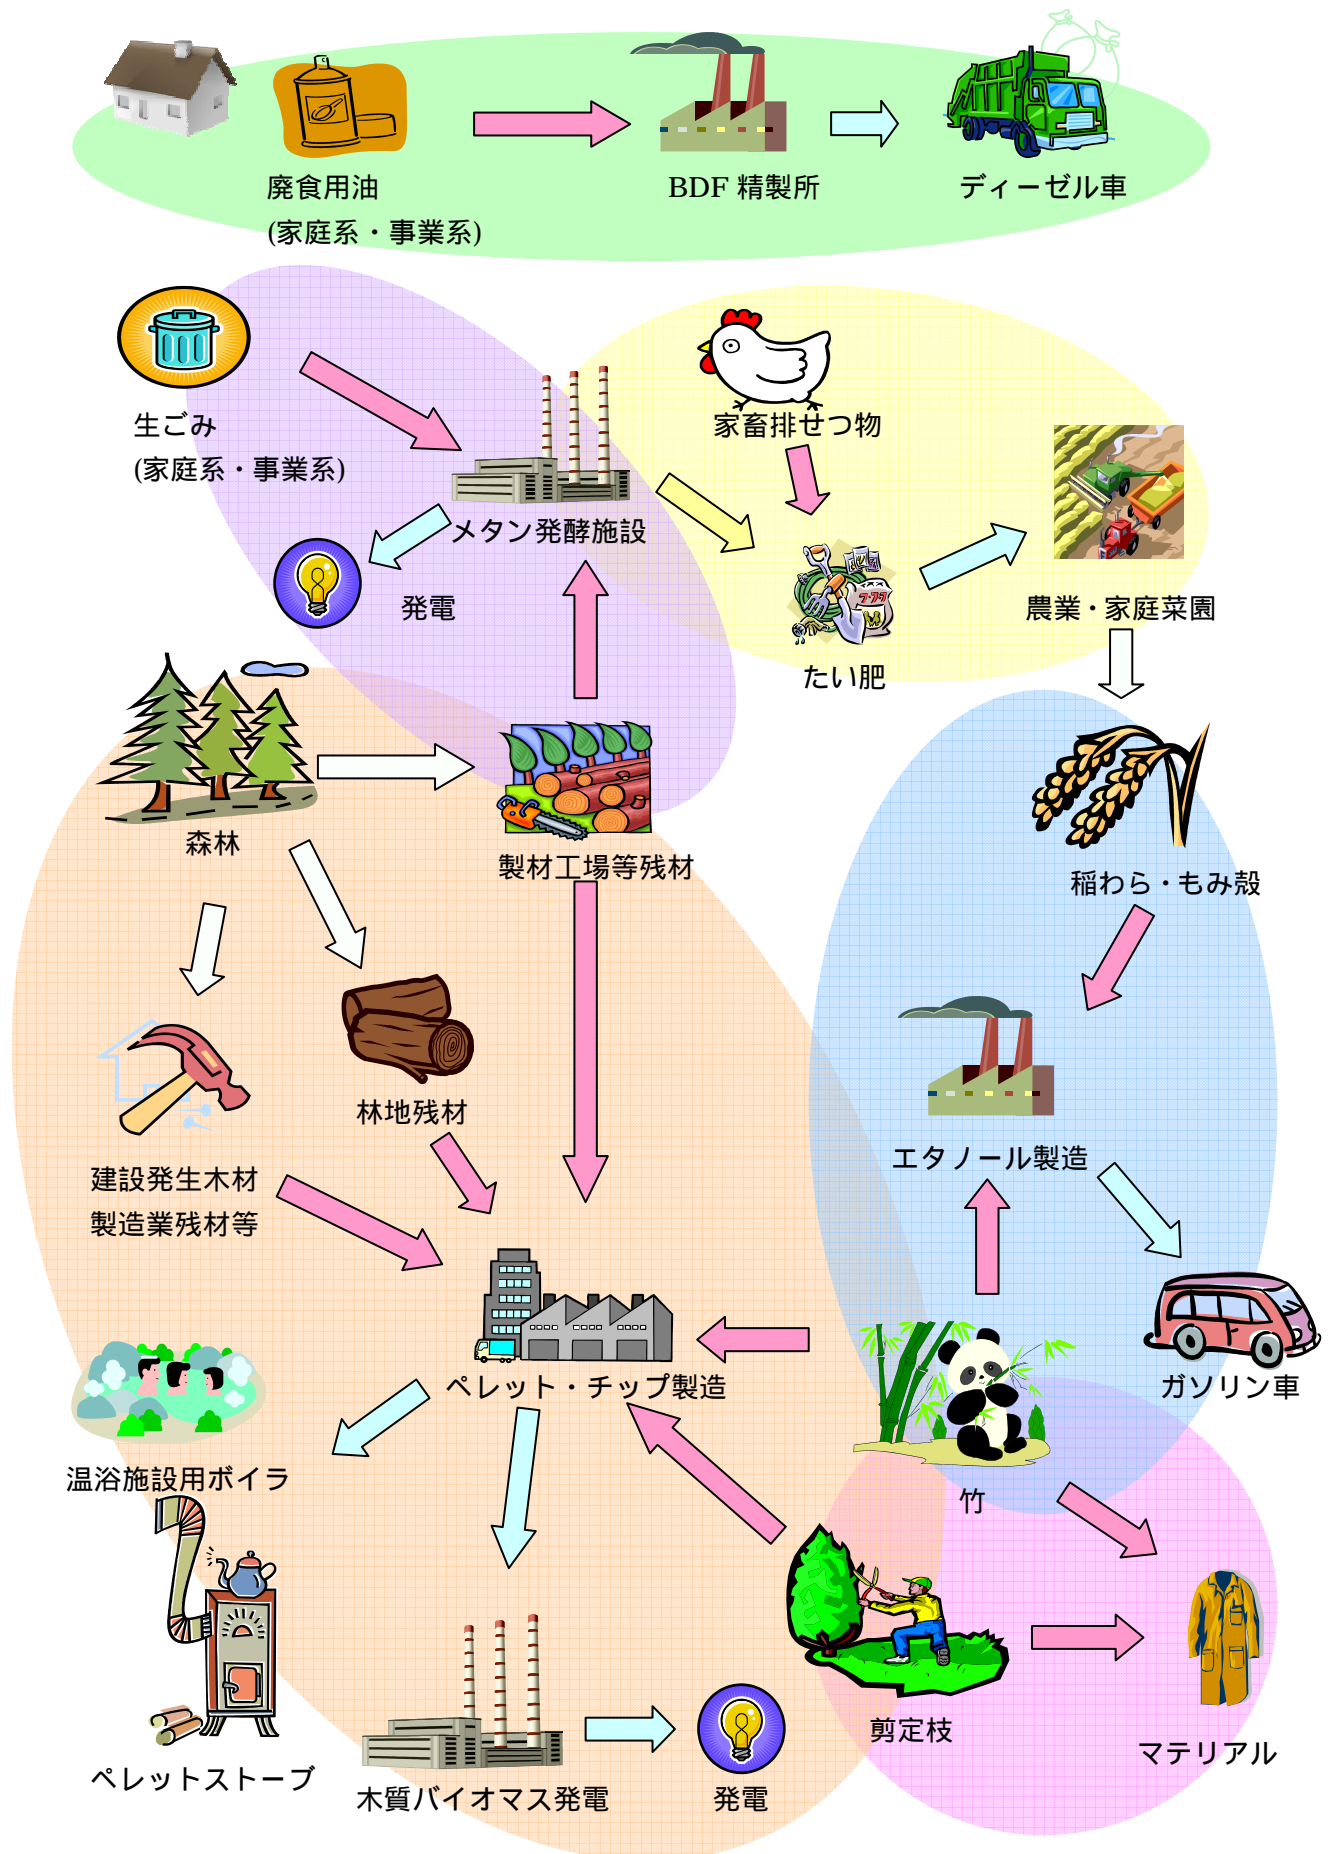 廃食用油
(家庭系・事業系)
BDF 精製所
ディーゼル車
生ごみ
(家庭系・事業系)
家畜排せつ物
メタン発酵施設
発電
農業・家庭菜園
たい肥
森林
製材工場等残材
稲わら・もみ殻
林地残材
建設発生木材
製造業残材等
エタノール製造
ペレット・チップ製造
ガソリン車
温浴施設用ボイラ
竹
剪定枝
マテリアル
ペレットストーブ
木質バイオマス発電
発電